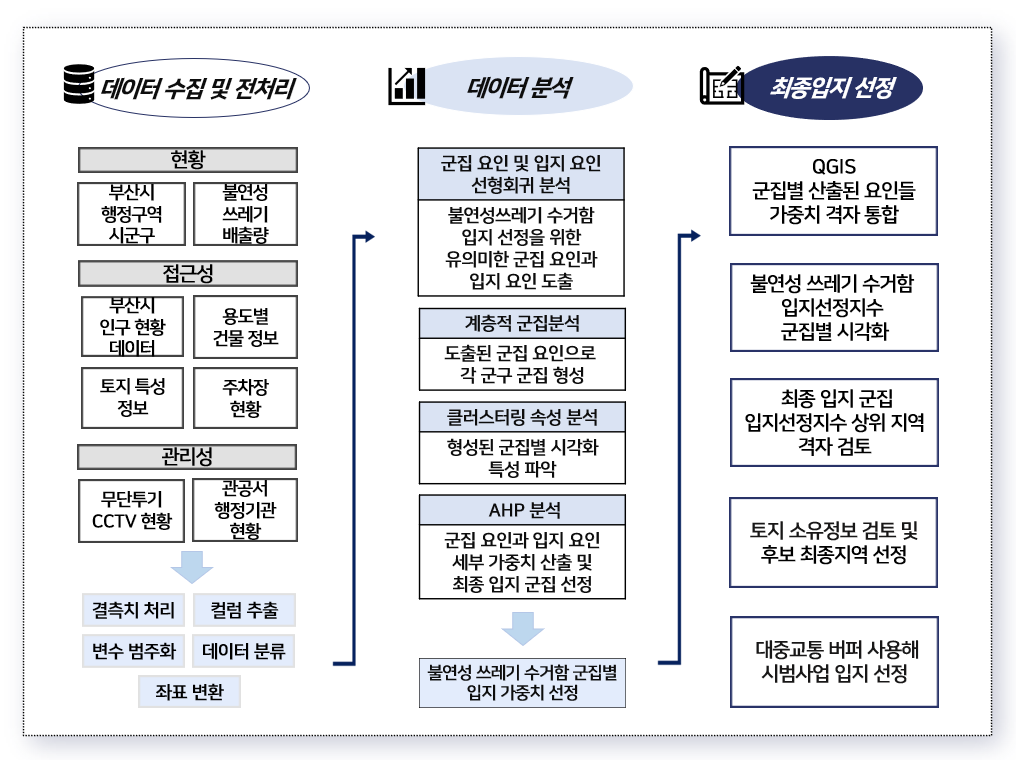 데이터 수집 및 전처리
현황
부산시
행정구역
시군구
불연성
쓰레기
배출량
접근성
부산시
인구 현황
데이터
용도별
건물 정보
토지 특성
정보
주차장
현황
관리성
무단투기
CCTV 현황
관공서
행정기관
현황
결측치 처리
컬럼 추출
변수 범주화
데이터 분류
좌표 변환
데이터 분석
군집 요인 및 입지 요인
선형회귀 분석
불연성쓰레기 수거함
입지 선정을 위한
유의미한 군집 요인과
입지 요인 도출
계층적 군집분석
도출된 군집 요인으로
각 군구 군집 형성
클러스터링 속성 분석
형성된 군집별 시각화
특성 파악
AHP 분석
군집 요인과 입지 요인
세부 가중치 산출 및
최종 입지 군집 선정
불연성 쓰레기 수거함 군집별
입지 가중치 선정
최종입지 선정
QGIS
군집별 산출된 요인들
가중치 격자 통합
불연성 쓰레기 수거함
입지선정지수
군집별 시각화
최종 입지 군집
입지선정지수 상위 지역
격자 검토
토지 소유정보 검토 및
후보 최종지역 선정
대중교통 버퍼 사용해
시범사업 입지 선정